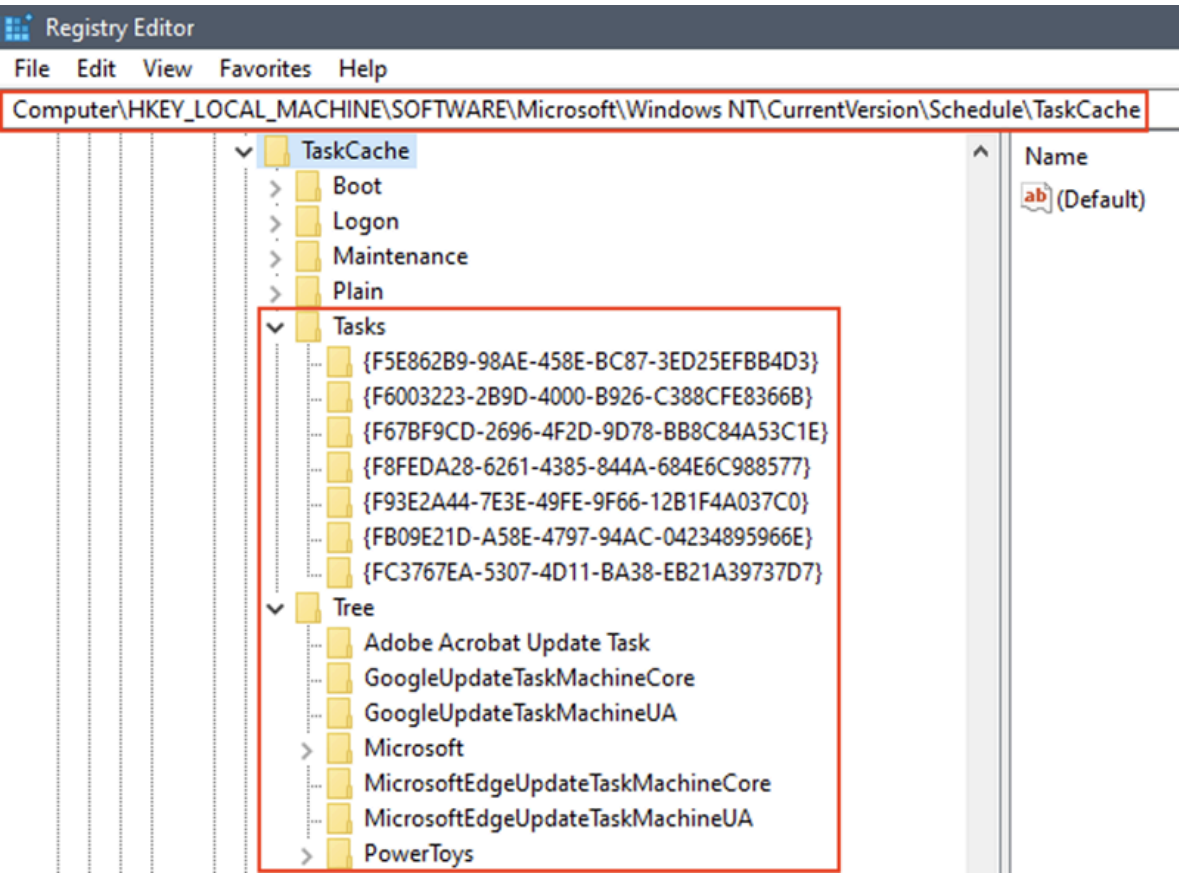 Registry Editor
File Edit View Favorites Help
Computer\HKEY_LOCAL_MACHINE\SOFTWARE\Microsoft\Windows NT\CurrentVersion\Schedule\TaskCache
TaskCache
Boot
Logon
Maintenance
Plain
Tasks
{F5E862B9-98AE-458E-BC87-3ED25EFBB4D3}
{F6003223-2B9D-4000-B926-C388CFE8366B}
{F67BF9CD-2696-4F2D-9D78-BB8C84A53C1E}
{F8FEDA28-6261-4385-844A-684E6C988577}
{F93E2A44-7E3E-49FE-9F66-12B1F4A037C0}
{FB09E21D-A58E-4797-94AC-04234895966E}
{FC3767EA-5307-4D11-BA38-EB21A39737D7}
Tree
Adobe Acrobat Update Task
GoogleUpdateTaskMachineCore
GoogleUpdateTaskMachineUA
Microsoft
MicrosoftEdgeUpdateTaskMachineCore
MicrosoftEdgeUpdateTaskMachineUA
PowerToys
Name
ab (Default)